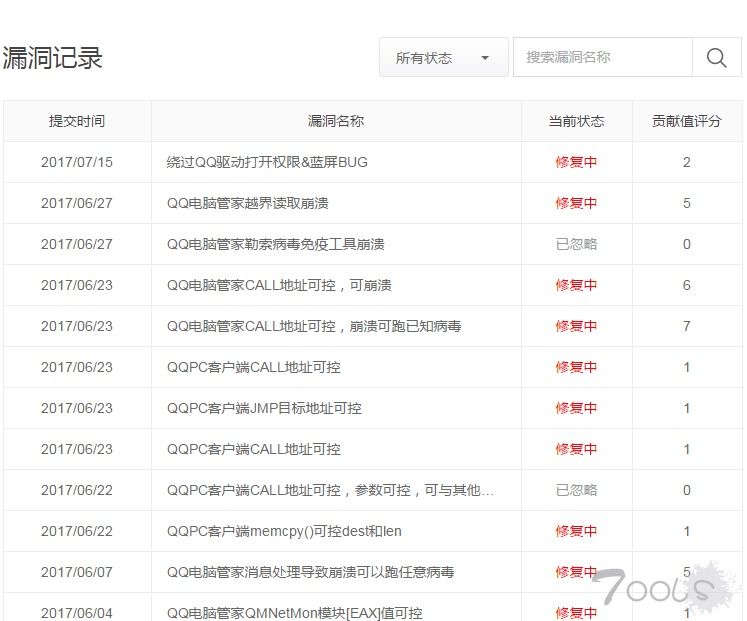 漏洞记录 所有状态 搜索漏洞名称
提交时间 漏洞名称 当前状态 贡献值评分
2017/07/15 绕过QQ驱动打开权限&蓝屏BUG 修复中 2
2017/06/27 QQ电脑管家越界读取崩溃 修复中 5
2017/06/27 QQ电脑管家勒索病毒免疫工具崩溃 已忽略 0
2017/06/23 QQ电脑管家CALL地址可控，可崩溃 修复中 6
2017/06/23 QQ电脑管家CALL地址可控，崩溃可跑已知病毒 修复中 7
2017/06/23 QQPC客户端CALL地址可控 修复中 1
2017/06/23 QQPC客户端JMP目标地址可控 修复中 1
2017/06/23 QQPC客户端CALL地址可控 修复中 1
2017/06/22 QQPC客户端CALL地址可控，参数可控，可与其他... 已忽略 0
2017/06/22 QQPC客户端memcpy()可控dest和len 修复中 1
2017/06/07 QQ电脑管家消息处理导致崩溃可以跑任意病毒 修复中 5
7ools
2017/06/04 QQ电脑管家QMNetMon模块[EAX]值可控 修复中 1